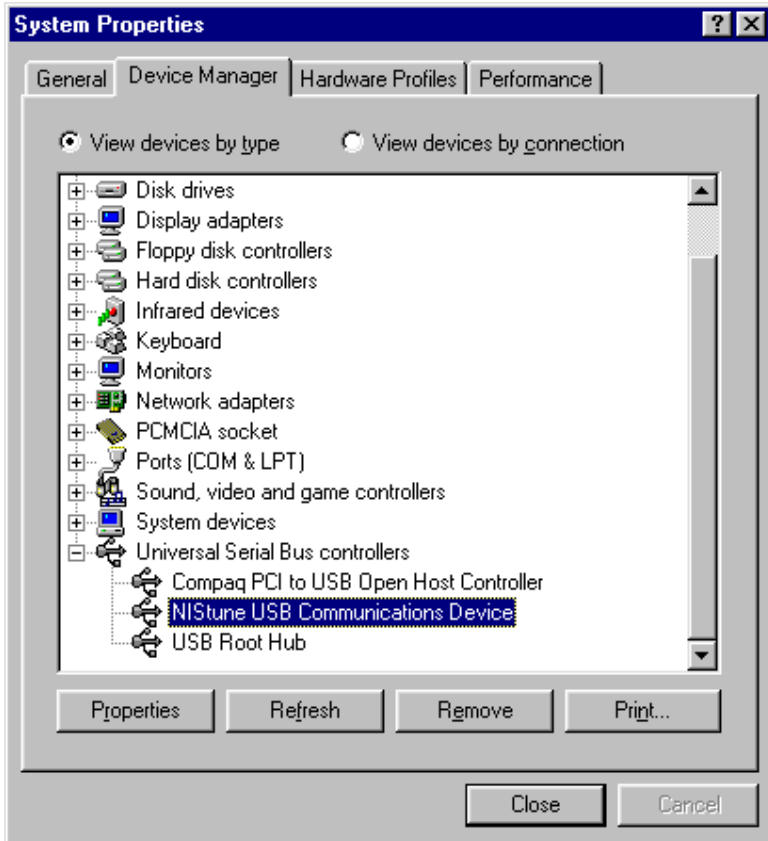 System Properties
General Device Manager Hardware Profiles Performance
View devices by type View devices by connection
Disk drives
Display adapters
Floppy disk controllers
Hard disk controllers
Infrared devices
Keyboard
Monitors
Network adapters
PCMCIA socket
Ports (COM & LPT)
Sound, video and game controllers
System devices
Universal Serial Bus controllers
Compaq PCI to USB Open Host Controller
NIStune USB Communications Device
USB Root Hub
Properties Refresh Remove Print...
Close Cancel